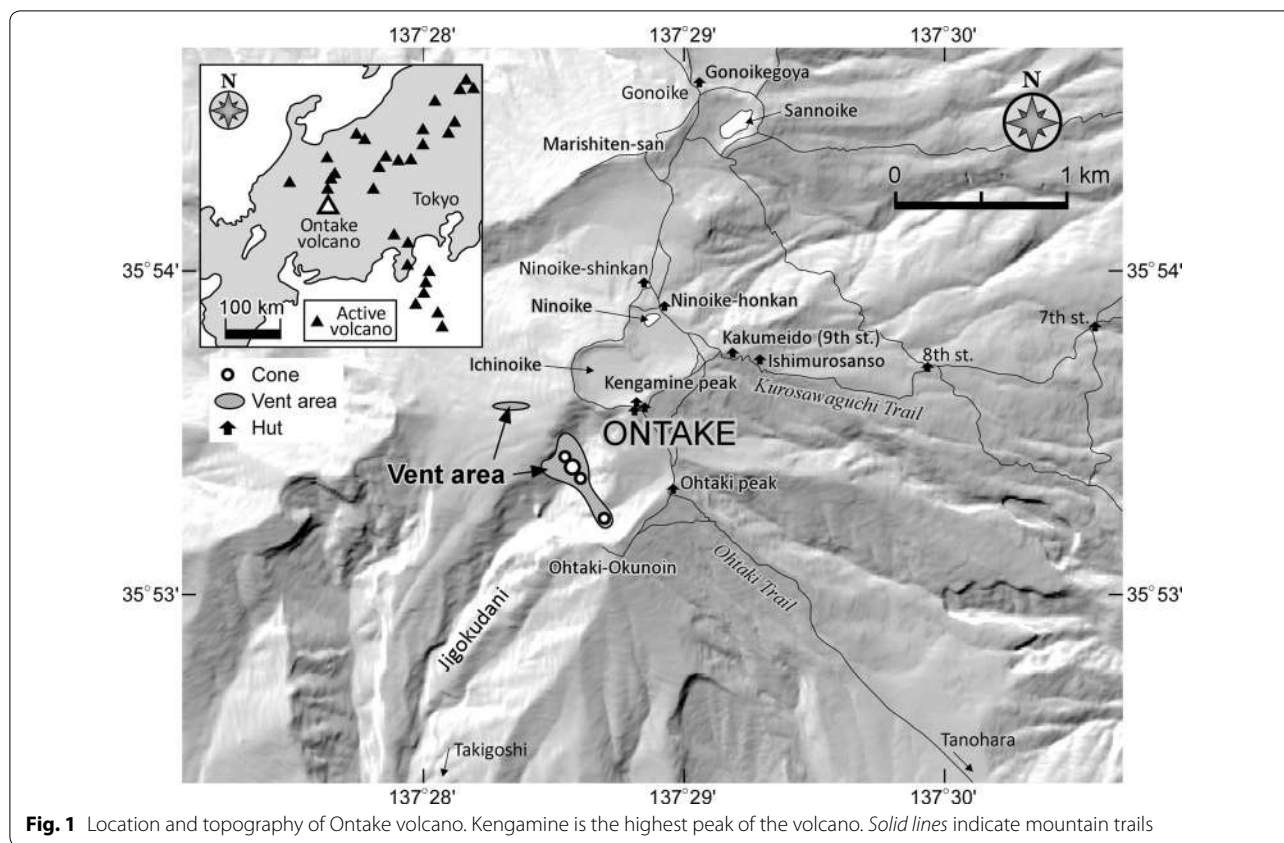 137°28'
137°29'
137°30'
N
Gonoikegoya
Gonoike
Sannoike
N
Marishiten-san
0
1 km
Tokyo
Ontake
volcano
35°54'
35°54'
Ninoike-shinkan
100 km
Active
volcano
Ninoike-honkan
Ninoike
7th st.
Kakumeido (9th st.)
8th st.
Ishimurosanso
Ichinoike
Cone
Kengamine peak
Kurosawaguchi Trail
Vent area
Hut
ONTAKE
Vent area
Ohtaki peak
Ohtaki-Okunoin
Ohtaki Trail
35°53'
35°53'
Jigokudani
Takigoshi
Tanohara
137°28'
137°29'
137°30'
Fig. 1 Location and topography of Ontake volcano. Kengamine is the highest peak of the volcano. Solid lines indicate mountain trails